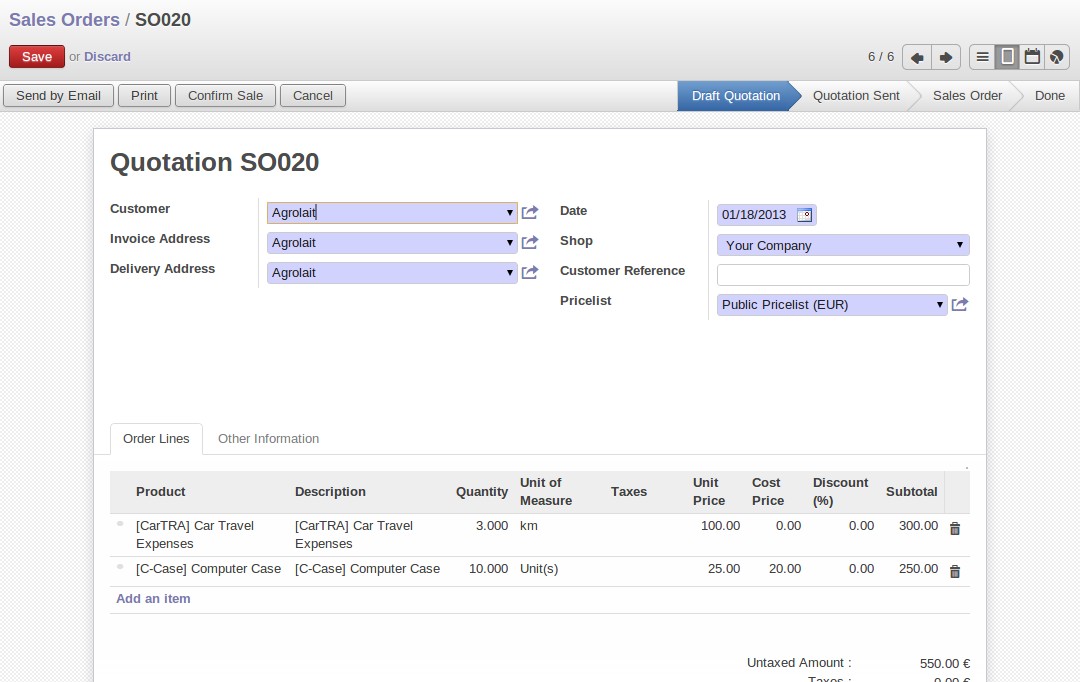 Sales Orders / SO020
Save or Discard
6 / 6
Send by Email Print Confirm Sale Cancel
Draft Quotation Quotation Sent Sales Order Done
Quotation SO020
Customer Agrolait
Invoice Address Agrolait
Delivery Address Agrolait
Date 01/18/2013
Shop Your Company
Customer Reference
Pricelist Public Pricelist (EUR)
Order Lines Other Information
Product Description Quantity Unit of Measure Taxes Unit Price Cost Price Discount (%) Subtotal
[CarTRA] Car Travel Expenses [CarTRA] Car Travel Expenses 3.000 km 100.00 0.00 0.00 300.00
[C-Case] Computer Case [C-Case] Computer Case 10.000 Unit(s) 25.00 20.00 0.00 250.00
Add an item
Untaxed Amount : 550.00 €
Taxes : 0.00 €